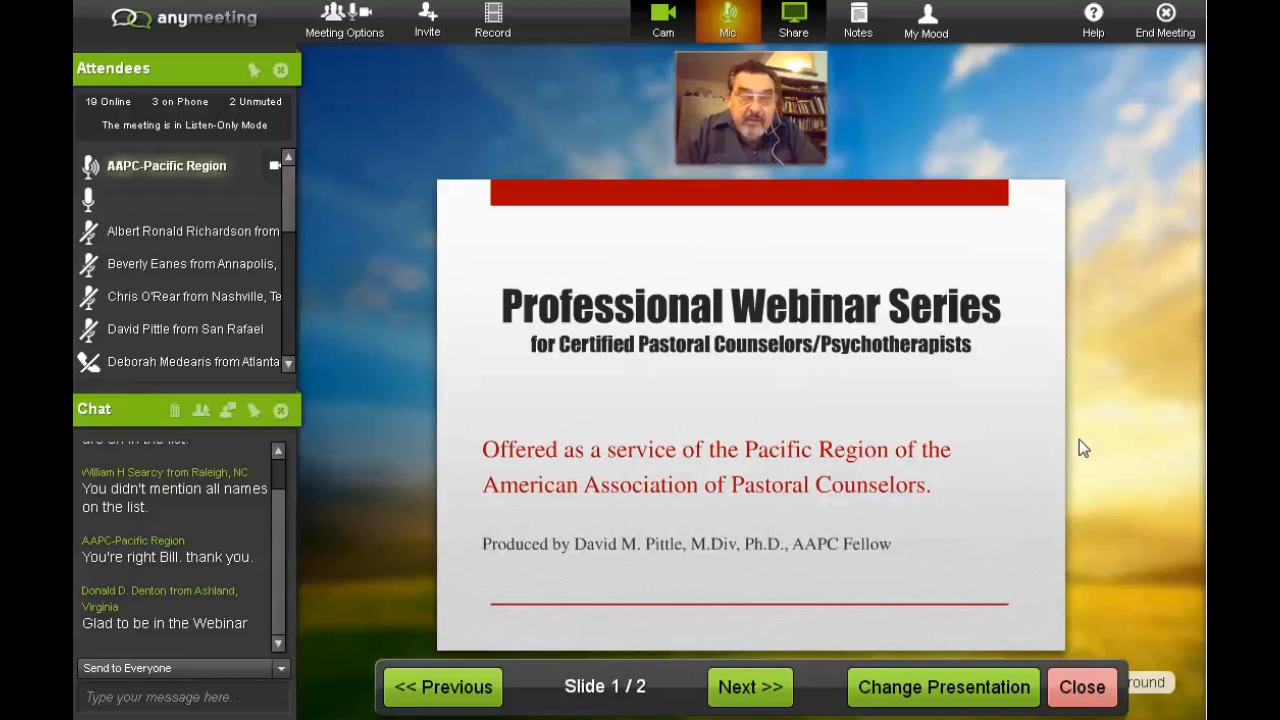 anymeeting
Meeting Options
Invite
Record
Cam
Mic
Share
Notes
My Mood
Help
End Meeting
Attendees
19 Online 3 on Phone 2 Unmuted
The meeting is in Listen-Only Mode
AAPC-Pacific Region
Albert Ronald Richardson from
Beverly Eanes from Annapolis,
Chris O'Rear from Nashville, Te
David Pittle from San Rafael
Deborah Medearis from Atlanta
Chat
are on in the list.
William H Searcy from Raleigh, NC
You didn't mention all names
on the list.
AAPC-Pacific Region
You're right Bill. thank you.
Donald D. Denton from Ashland,
Virginia
Glad to be in the Webinar
Send to Everyone
Type your message here...
Professional Webinar Series
for Certified Pastoral Counselors/Psychotherapists
Offered as a service of the Pacific Region of the
American Association of Pastoral Counselors.
Produced by David M. Pittle, M.Div, Ph.D., AAPC Fellow
<< Previous
Slide 1 / 2
Next >>
Change Presentation
Close
round